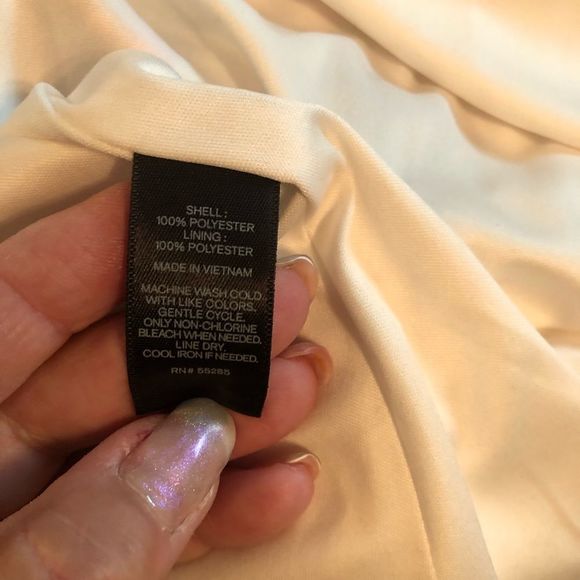 SHELL :
100% POLYESTER
LINING :
100% POLYESTER
MADE IN VIETNAM
MACHINE WASH COLD
WITH LIKE COLORS.
GENTLE CYCLE.
ONLY NON-CHLORINE
BLEACH WHEN NEEDED.
LINE DRY.
COOL IRON IF NEEDED.
RN# 55285